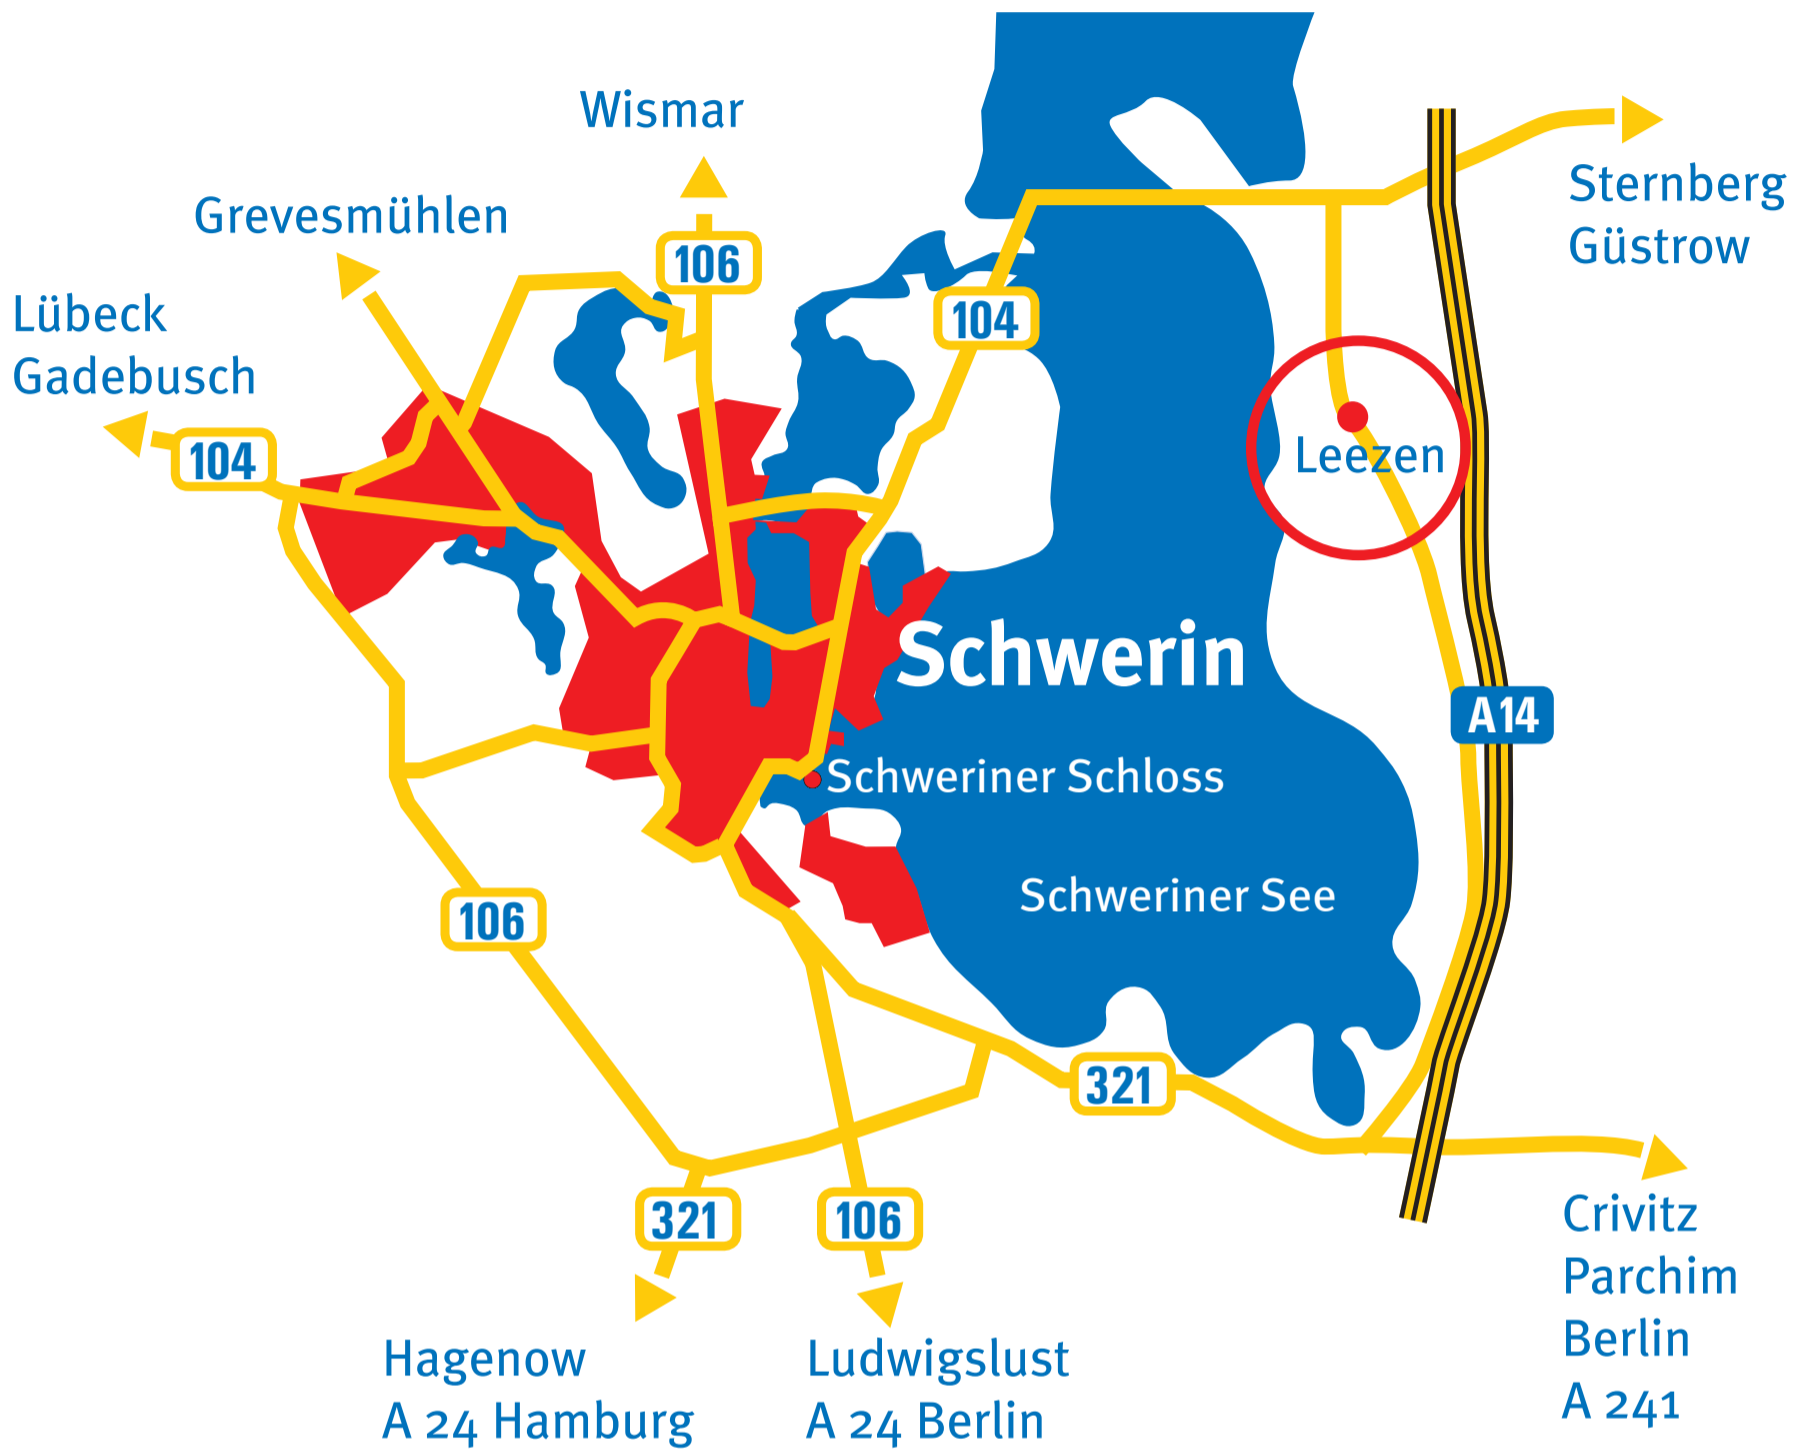 Wismar
Grevesmühlen
Sternberg
Güstrow
106
Lübeck
Gadebusch
104
104
Leezen
Schwerin
A14
Schweriner Schloss
Schweriner See
106
321
321
106
Crivitz
Parchim
Berlin
A 241
Hagenow
A 24 Hamburg
Ludwigslust
A 24 Berlin